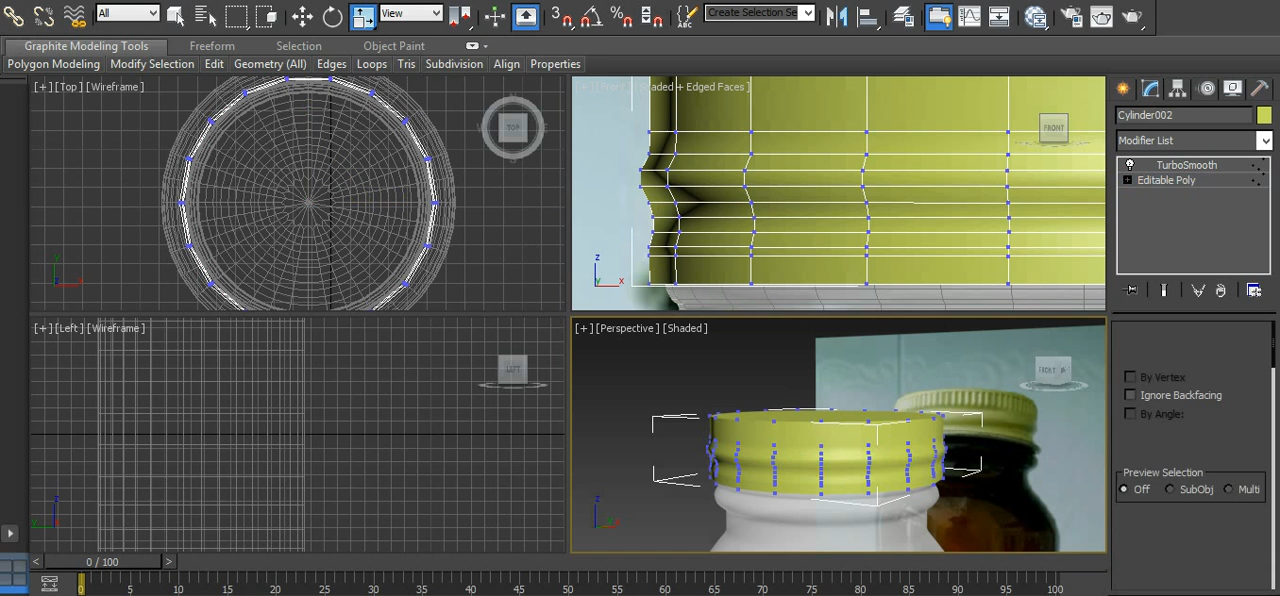 All
View
3
Create Selection Se
Graphite Modeling Tools
Freeform
Selection
Object Paint
Polygon Modeling
Modify Selection
Edit
Geometry (All)
Edges
Loops
Tris
Subdivision
Align
Properties
[+] [Top] [Wireframe]
TOP
haded + Edged Faces]
FRONT
Cylinder002
Modifier List
TurboSmooth
Editable Poly
y
x
z
x
[+] [Left] [Wireframe]
LEFT
[+] [Perspective] [Shaded]
FRONT
z
y
z
By Vertex
Ignore Backfacing
By Angle:
Preview Selection
Off
SubObj
Multi
< 0 / 100 >
0 5 10 15 20 25 30 35 40 45 50 55 60 65 70 75 80 85 90 95 100